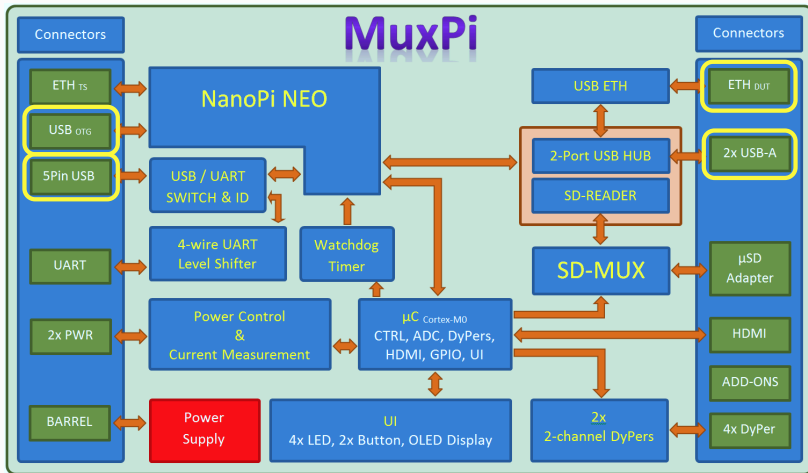 MuxPi
Connectors
ETH TS
USB OTG
5Pin USB
UART
2x PWR
BARREL
NanoPi NEO
USB / UART
SWITCH & ID
4-wire UART
Level Shifter
Watchdog
Timer
Power Control
&
Current Measurement
µC Cortex-M0
CTRL, ADC, DyPers,
HDMI, GPIO, UI
Power
Supply
UI
4x LED, 2x Button, OLED Display
USB ETH
2-Port USB HUB
SD-READER
SD-MUX
2x
2-channel DyPers
Connectors
ETH DUT
2x USB-A
µSD
Adapter
HDMI
ADD-ONS
4x DyPer